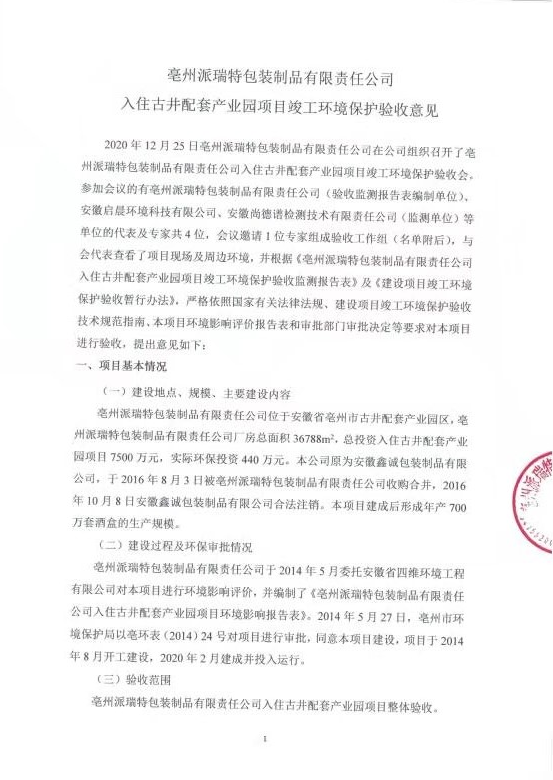 亳州派瑞特包装制品有限责任公司
入住古井配套产业园项目竣工环境保护验收意见
2020 年 12 月 25 日亳州派瑞特包装制品有限责任公司在公司组织召开了亳
州派瑞特包装制品有限责任公司入住古井配套产业园项目竣工环境保护验收会。
参加会议的有亳州派瑞特包装制品有限责任公司（验收监测报告表编制单位）、
安徽启晨环境科技有限公司、安徽尚德谱检测技术有限责任公司（监测单位）等
单位的代表及专家共 4 位，会议邀请 1 位专家组成验收工作组（名单附后），与
会代表查看了项目现场及周边环境，并根据《亳州派瑞特包装制品有限责任公司
入住古井配套产业园项目竣工环境保护验收监测报告表》及《建设项目竣工环境
保护验收暂行办法》，严格依照国家有关法律法规、建设项目竣工环境保护验收
技术规范指南、本项目环境影响评价报告表和审批部门审批决定等要求对本项目
进行验收，提出意见如下：
一、项目基本情况
（一）建设地点、规模、主要建设内容
亳州派瑞特包装制品有限责任公司位于安徽省亳州市古井配套产业园区，亳
州派瑞特包装制品有限责任公司厂房总面积 36788m²，总投资入住古井配套产业
园项目 7500 万元，实际环保投资 440 万元。本公司原为安徽鑫诚包装制品有限
公司，于 2016 年 8 月 3 日被亳州派瑞特包装制品有限责任公司收购合并，2016
年 10 月 8 日安徽鑫诚包装制品有限公司合法注销。本项目建成后形成年产 700
万套酒盒的生产规模。
（二）建设过程及环保审批情况
亳州派瑞特包装制品有限责任公司于 2014 年 5 月委托安徽省四维环境工程
有限公司对本项目进行环境影响评价，并编制了《亳州派瑞特包装制品有限责任
公司入住古井配套产业园项目环境影响报告表》。2014 年 5 月 27 日，亳州市环
境保护局以亳环表（2014）24 号对项目进行审批，同意本项目建设，项目于 2014
年 8 月开工建设，2020 年 2 月建成并投入运行。
（三）验收范围
亳州派瑞特包装制品有限责任公司入住古井配套产业园项目整体验收。
1